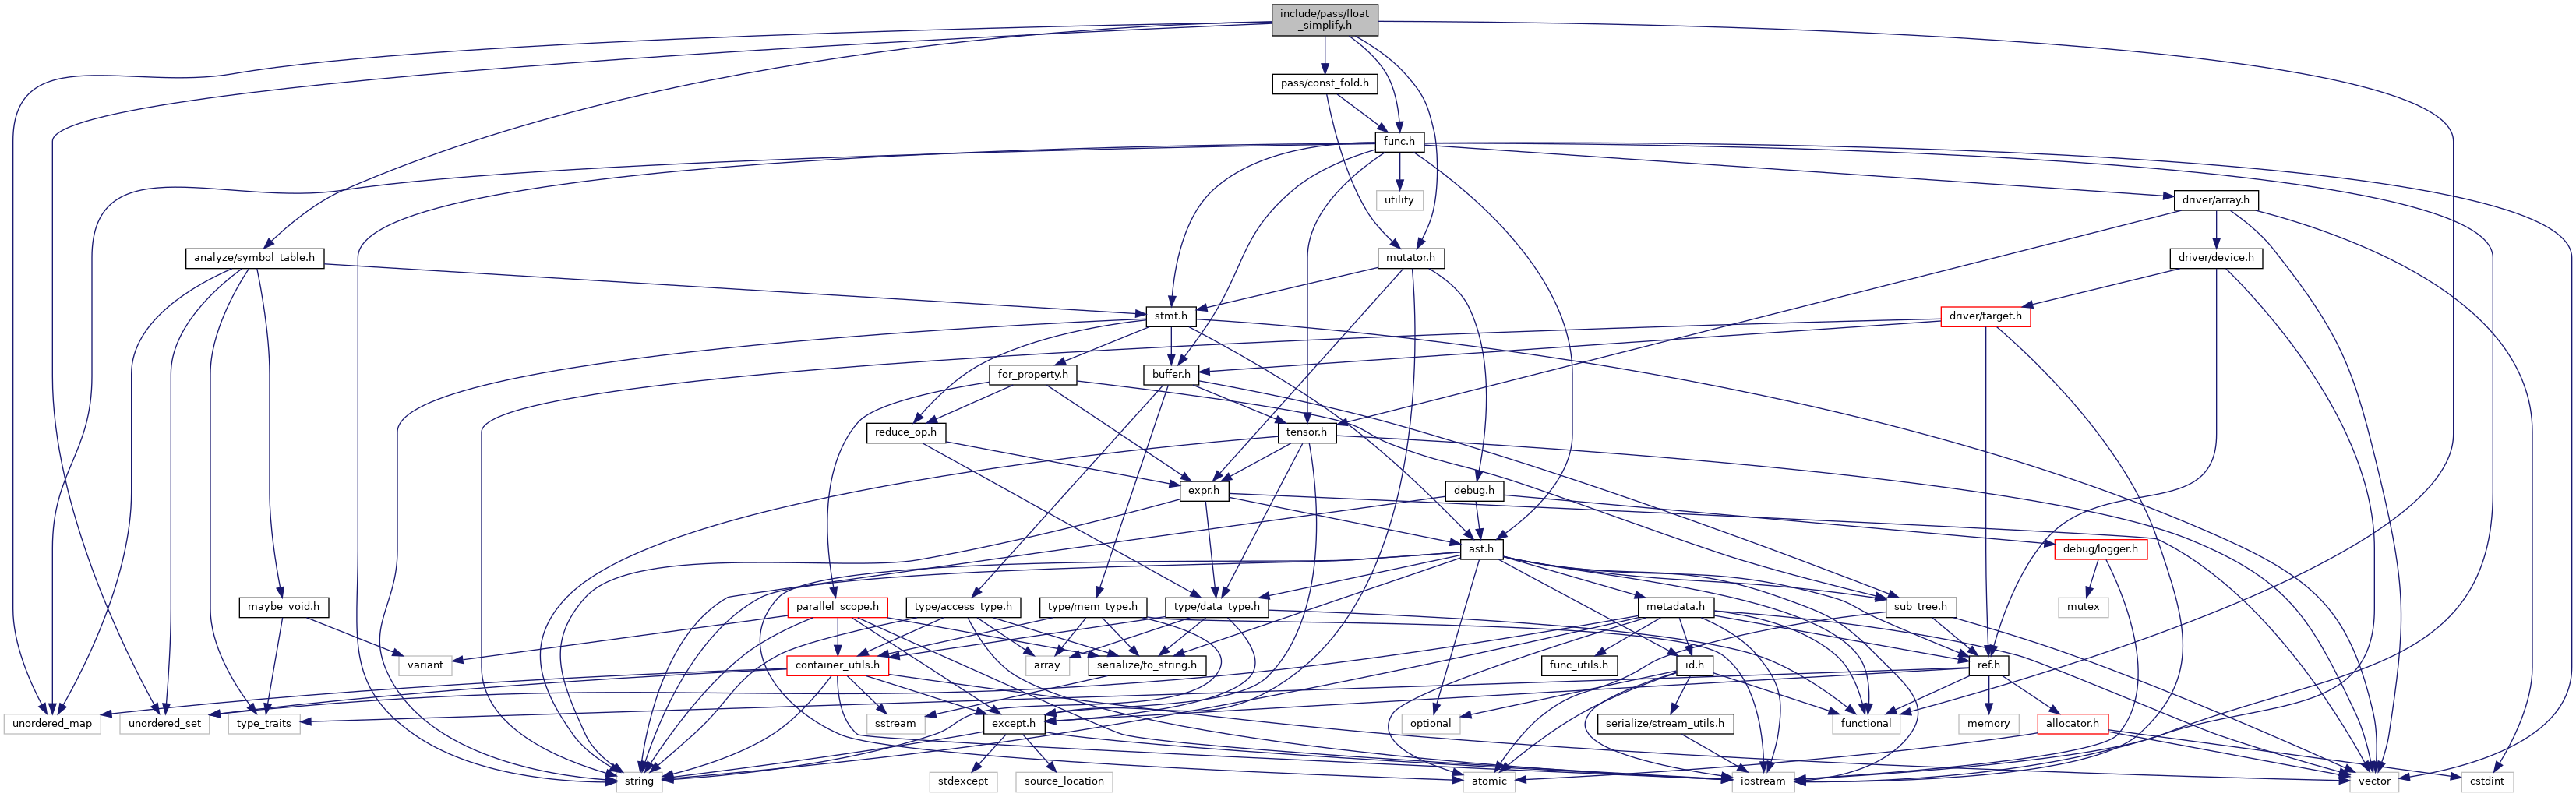 include/pass/float
_simplify.h
pass/const_fold.h
func.h
utility
driver/array.h
analyze/symbol_table.h
mutator.h
driver/device.h
stmt.h
driver/target.h
for_property.h
buffer.h
reduce_op.h
tensor.h
expr.h
debug.h
ast.h
debug/logger.h
maybe_void.h
parallel_scope.h
type/access_type.h
type/mem_type.h
type/data_type.h
metadata.h
sub_tree.h
mutex
variant
container_utils.h
array
serialize/to_string.h
func_utils.h
id.h
ref.h
unordered_map
unordered_set
type_traits
sstream
except.h
optional
serialize/stream_utils.h
functional
memory
allocator.h
string
stdexcept
source_location
atomic
iostream
vector
cstdint